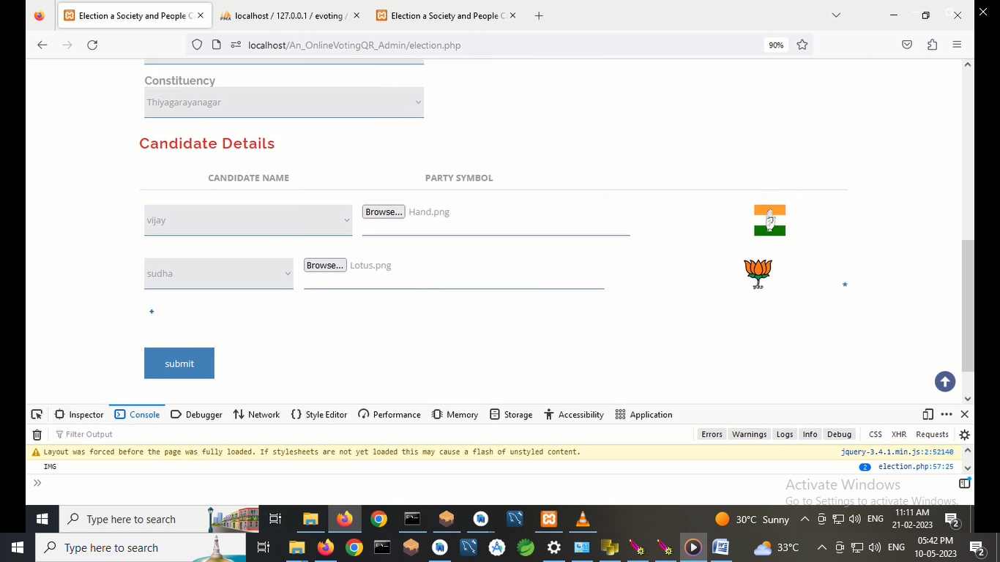 Election a Society and People C
localhost / 127.0.0.1 / evoting /
Election a Society and People C
localhost/An_OnlineVotingQR_Admin/election.php
90%
Constituency
Thiyagarayanagar
Candidate Details
CANDIDATE NAME PARTY SYMBOL
vijay Browse... Hand.png
sudha Browse... Lotus.png
*
+
submit
Inspector Console Debugger Network Style Editor Performance Memory Storage Accessibility Application
Filter Output Errors Warnings Logs Info Debug CSS XHR Requests
Layout was forced before the page was fully loaded. If stylesheets are not yet loaded this may cause a flash of unstyled content. jquery-3.4.1.min.js:2:52140
IMG 2 election.php:57:25
Activate Windows
Go to Settings to activate Windows.
Type here to search 30°C Sunny ENG 11:11 AM
21-02-2023 2
Type here to search 33°C ENG 05:42 PM
10-05-2023 2